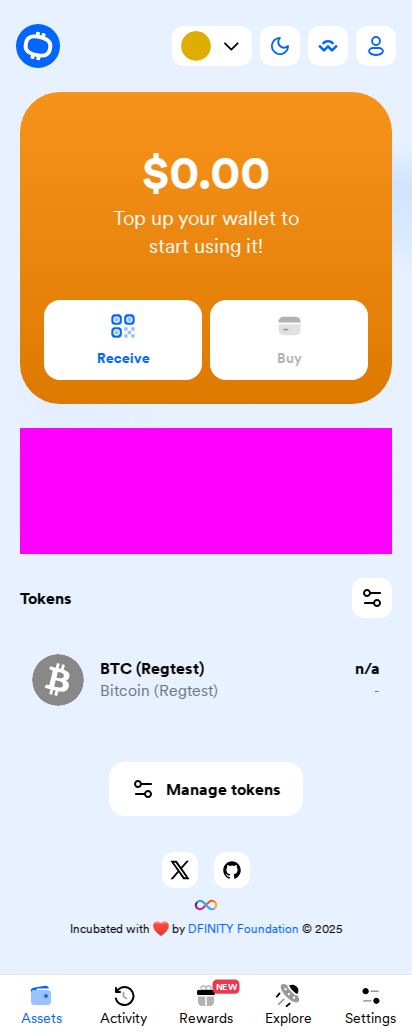 $0.00
Top up your wallet to
start using it!
Receive
Buy
Tokens
BTC (Regtest)
n/a
Bitcoin (Regtest)
-
Manage tokens
Incubated with ❤️ by DFINITY Foundation © 2025
NEW
Assets
Activity
Rewards
Explore
Settings